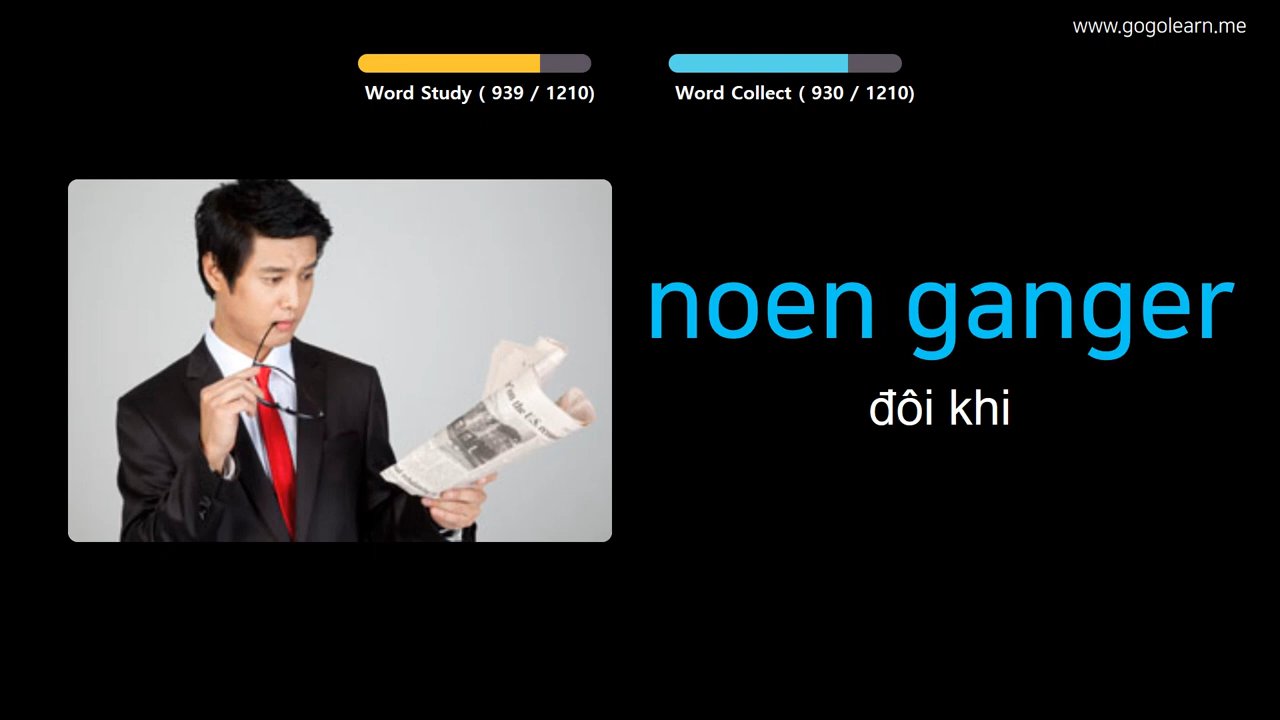 www.gogolearn.me
Word Study ( 939 / 1210)
Word Collect ( 930 / 1210)
noen ganger
đôi khi